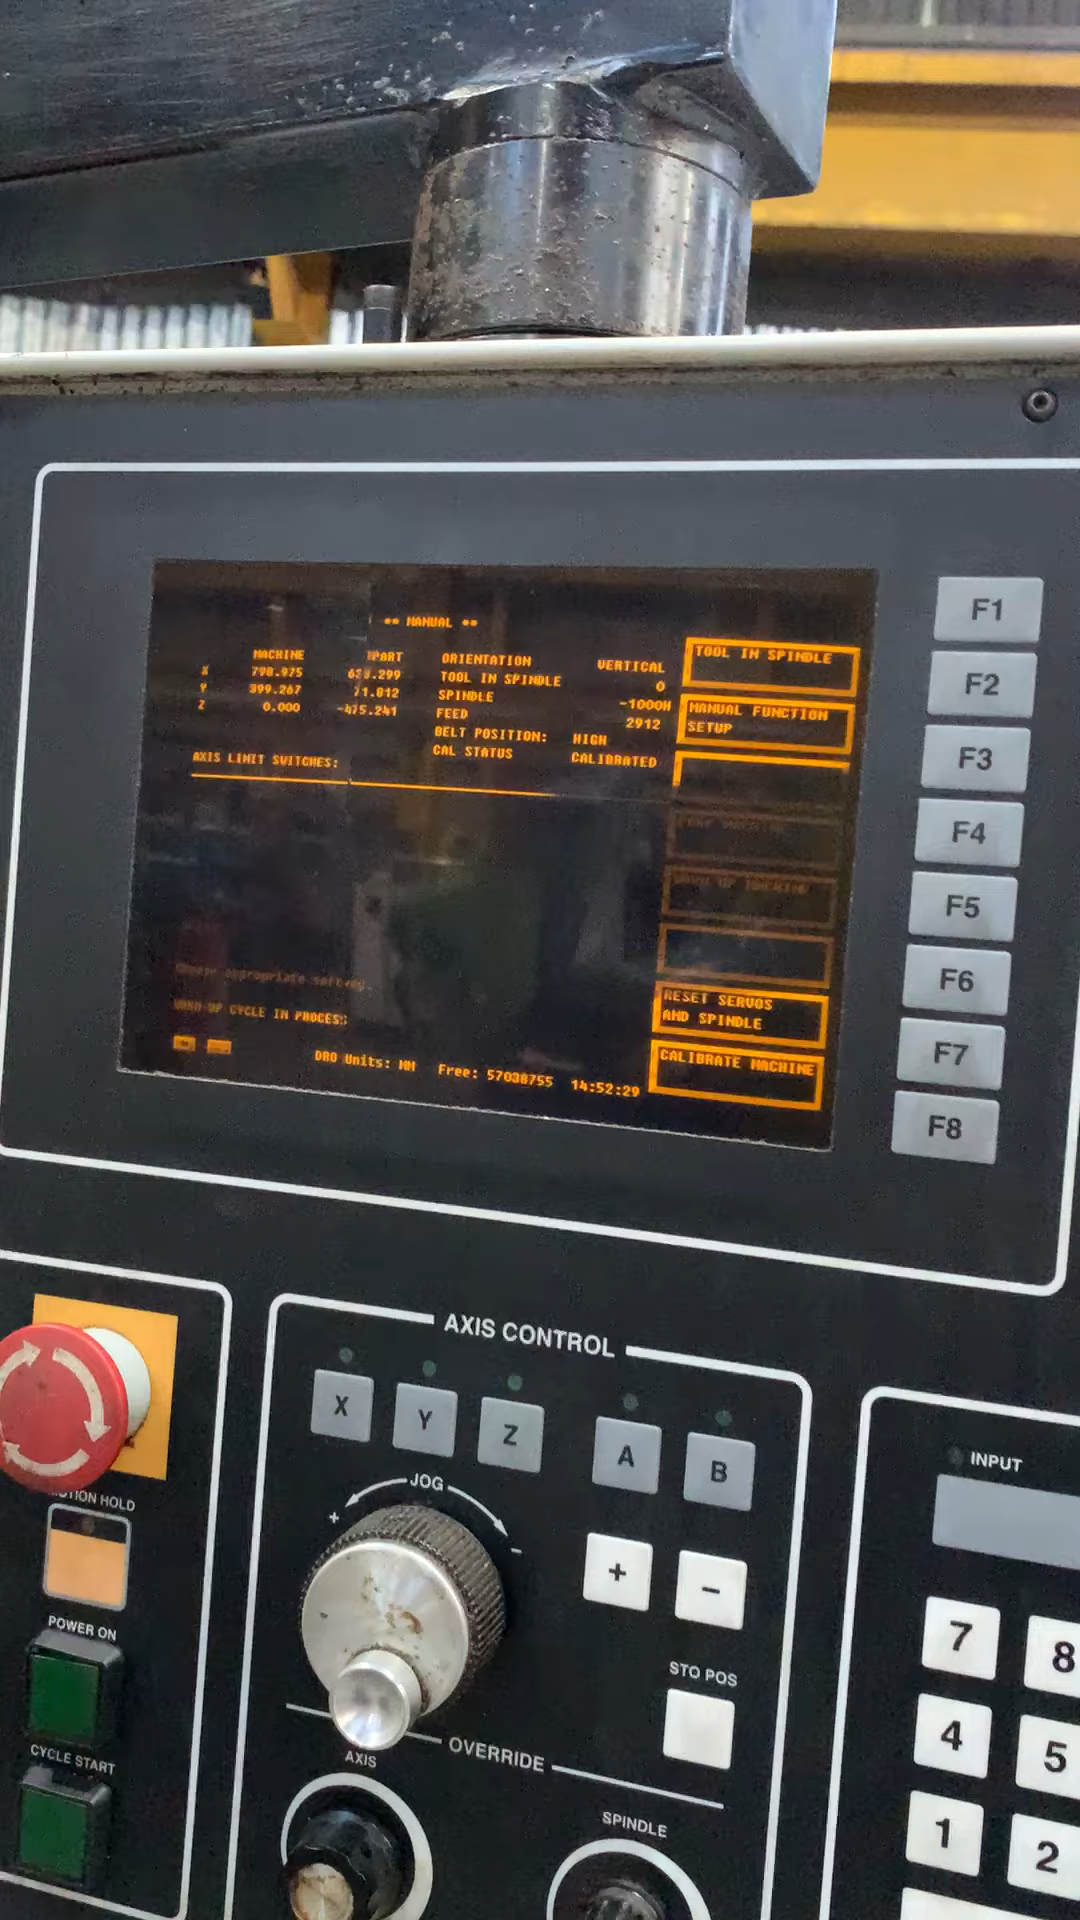 ** MANUAL **
MACHINE PART
X 798.975
Y 399.267
Z 0.000 -475.241
ORIENTATION VERTICAL
TOOL IN SPINDLE 0
SPINDLE -1000H
FEED 2912
BELT POSITION: HIGH
CAL STATUS CALIBRATED
AXIS LIMIT SWITCHES:
TOOL IN SPINDLE
MANUAL FUNCTION
SETUP
RESET SERVOS
AND SPINDLE
CALIBRATE MACHINE
appropriate
CYCLE IN PROCESS
DRO Units: MM Free: 57038755 14:52:29
F1
F2
F3
F4
F5
F6
F7
F8
HOLD
POWER ON
CYCLE START
AXIS CONTROL
X Y Z A B
JOG
+ -
+ -
STO POS
OVERRIDE
AXIS
SPINDLE
INPUT
7 8
4 5
1 2